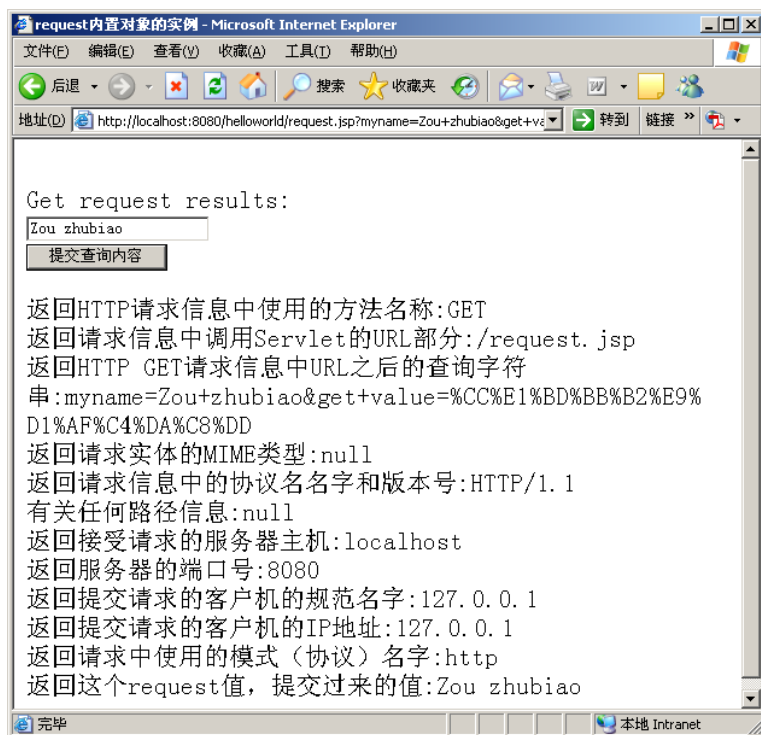 request内置对象的实例 - Microsoft Internet Explorer
文件(F) 编辑(E) 查看(V) 收藏(A) 工具(T) 帮助(H)
后退 搜索 收藏夹
地址(D) http://localhost:8080/helloworld/request.jsp?myname=Zou+zhubiao&get+va 转到 链接 »
Get request results:
Zou zhubiao
提交查询内容
返回HTTP请求信息中使用的方法名称:GET
返回请求信息中调用Servlet的URL部分:/request.jsp
返回HTTP GET请求信息中URL之后的查询字符
串:myname=Zou+zhubiao&get+value=%CC%E1%BD%BB%B2%E9%
D1%AF%C4%DA%C8%DD
返回请求实体的MIME类型:null
返回请求信息中的协议名名字和版本号:HTTP/1.1
有关任何路径信息:null
返回接受请求的服务器主机:localhost
返回服务器的端口号:8080
返回提交请求的客户机的规范名字:127.0.0.1
返回提交请求的客户机的IP地址:127.0.0.1
返回请求中使用的模式（协议）名字:http
返回这个request值，提交过来的值:Zou zhubiao
完毕 本地 Intranet